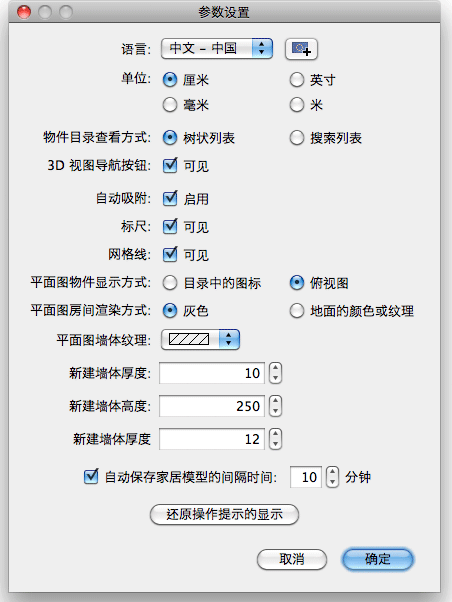 参数设置
语言: 中文 – 中国
单位: 厘米 英寸
毫米 米
物件目录查看方式: 树状列表 搜索列表
3D 视图导航按钮: 可见
自动吸附: 启用
标尺: 可见
网格线: 可见
平面图物件显示方式: 目录中的图标 俯视图
平面图房间渲染方式: 灰色 地面的颜色或纹理
平面图墙体纹理:
新建墙体厚度: 10
新建墙体高度: 250
新建墙体厚度 12
自动保存家居模型的间隔时间: 10 分钟
还原操作提示的显示
取消 确定